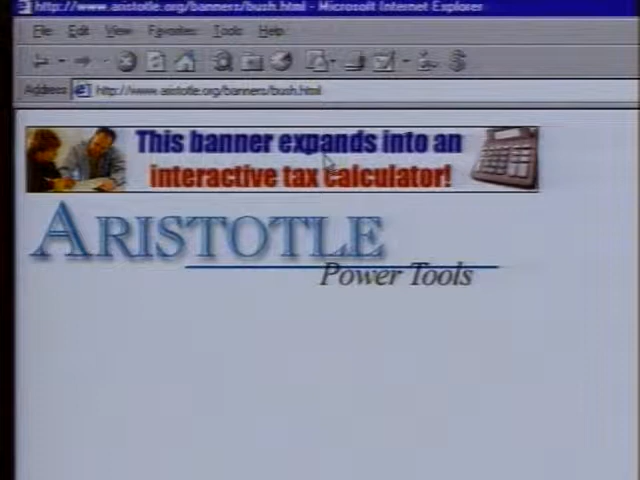 http://www.aristotle.org/banners/bush.html - Microsoft Internet Explorer
File Edit View Favorites Tools Help
Address http://www.aristotle.org/banners/bush.html
This banner expands into an
interactive tax calculator!
ARISTOTLE
Power Tools